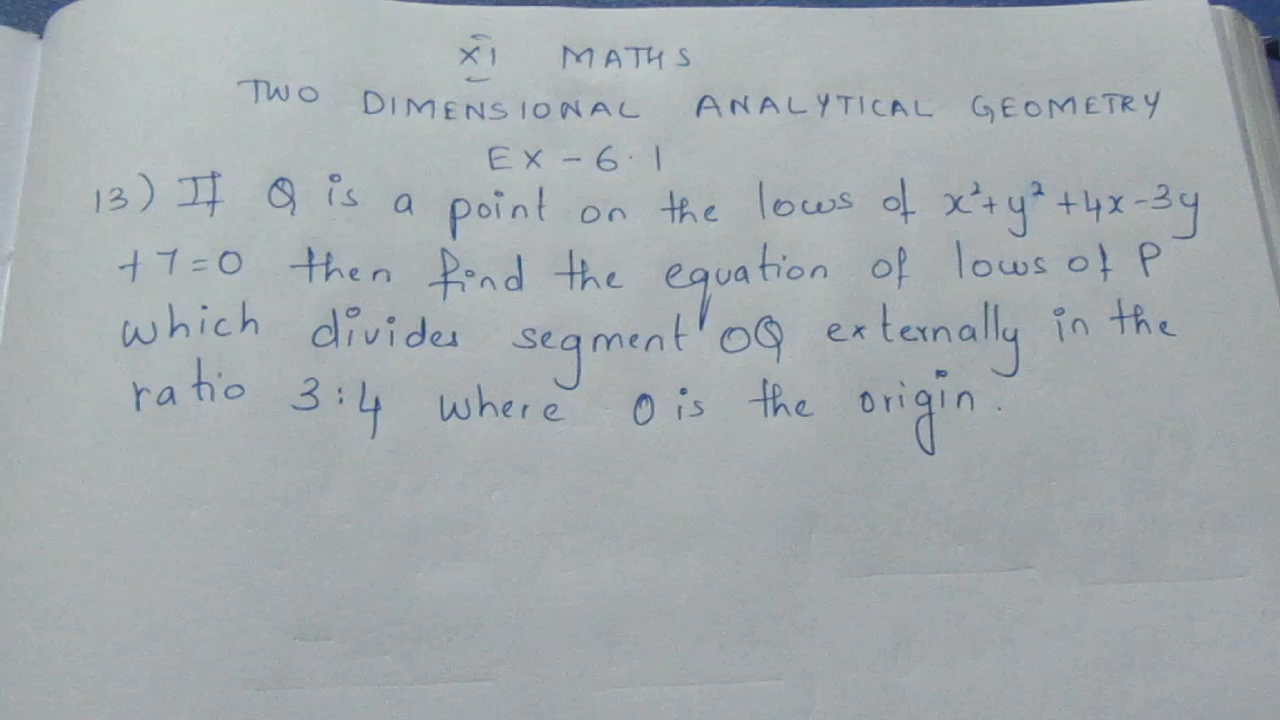 XI MATHS
TWO DIMENSIONAL ANALYTICAL GEOMETRY
EX - 6.1
13) If Q is a point on the locus of x²+y²+4x-3y
+7=0 then find the equation of locus of P
which divides segment OQ externally in the
ratio 3:4 where O is the origin.